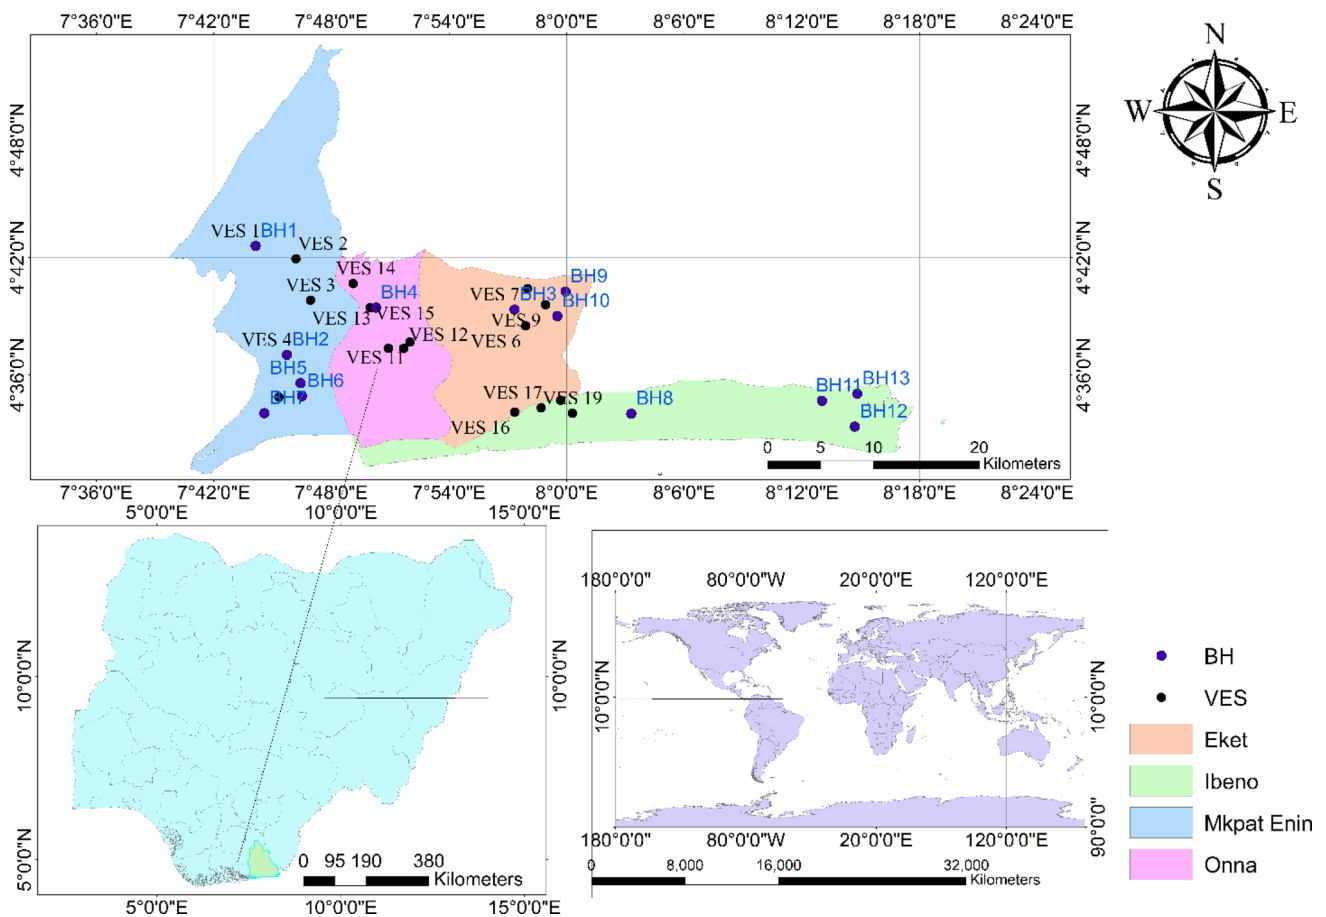 7°36'0"E 7°42'0"E 7°48'0"E 7°54'0"E 8°0'0"E 8°6'0"E 8°12'0"E 8°18'0"E 8°24'0"E
N
W E
S
4°48'0"N 4°48'0"N
4°42'0"N 4°42'0"N
4°36'0"N 4°36'0"N
VES 1 BH1
VES 2
VES 14
BH9
VES 3
BH4
VES 7 BH3
BH10
VES 13 VES 15
VES 9
VES 4 BH2
VES 12
VES 6
VES 11
BH5
BH6
BH7
BH11 BH13
VES 17 VES 19
BH8
BH12
VES 16
0 5 10 20
Kilometers
7°36'0"E 7°42'0"E 7°48'0"E 7°54'0"E 8°0'0"E 8°6'0"E 8°12'0"E 8°18'0"E 8°24'0"E
5°0'0"E 10°0'0"E 15°0'0"E
10°0'0"N 10°0'0"N
5°0'0"N 5°0'0"N
0 95 190 380
Kilometers
5°0'0"E 10°0'0"E 15°0'0"E
180°0'0" 80°0'0"W 20°0'0"E 120°0'0"E
10°0'0"N 10°0'0"N
90°0'0"
180°0'0" 80°0'0"W 20°0'0"E 120°0'0"E
0 8,000 16,000 32,000
Kilometers
BH
VES
Eket
Ibeno
Mkpat Enin
Onna